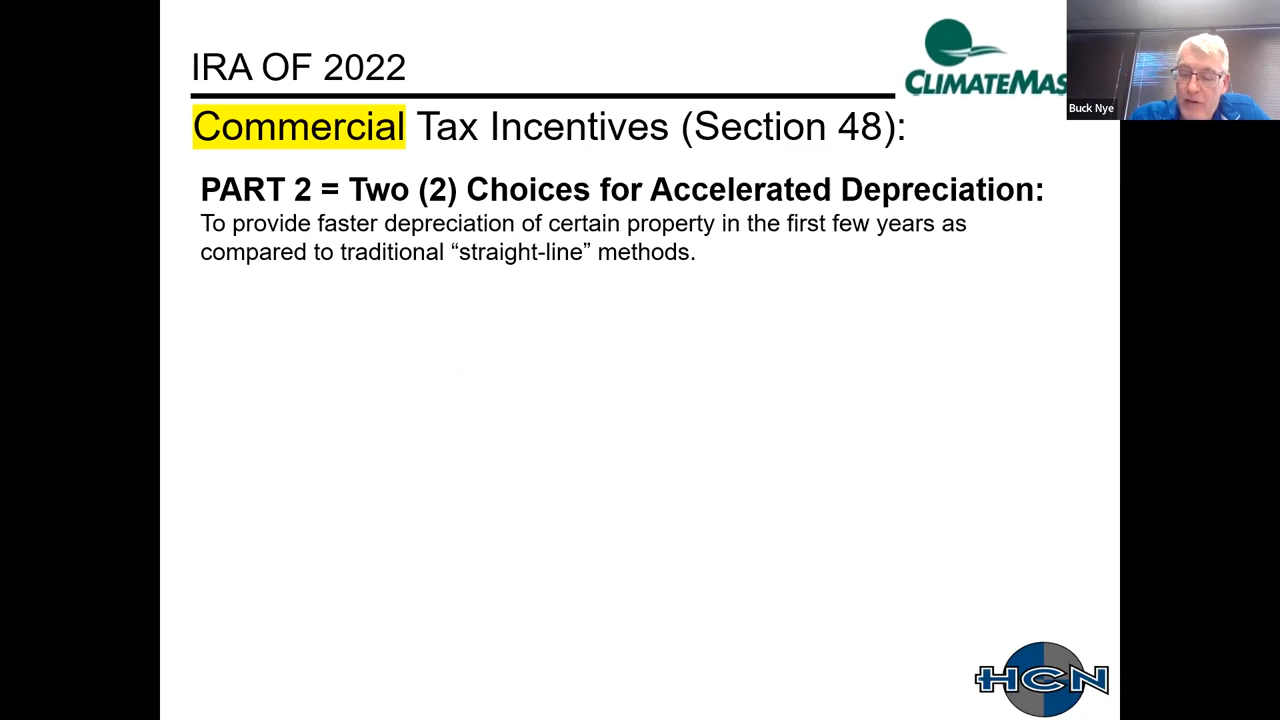 IRA OF 2022
CLIMATEMAS
Buck Nye
Commercial Tax Incentives (Section 48):
PART 2 = Two (2) Choices for Accelerated Depreciation:
To provide faster depreciation of certain property in the first few years as
compared to traditional “straight-line” methods.
HCN